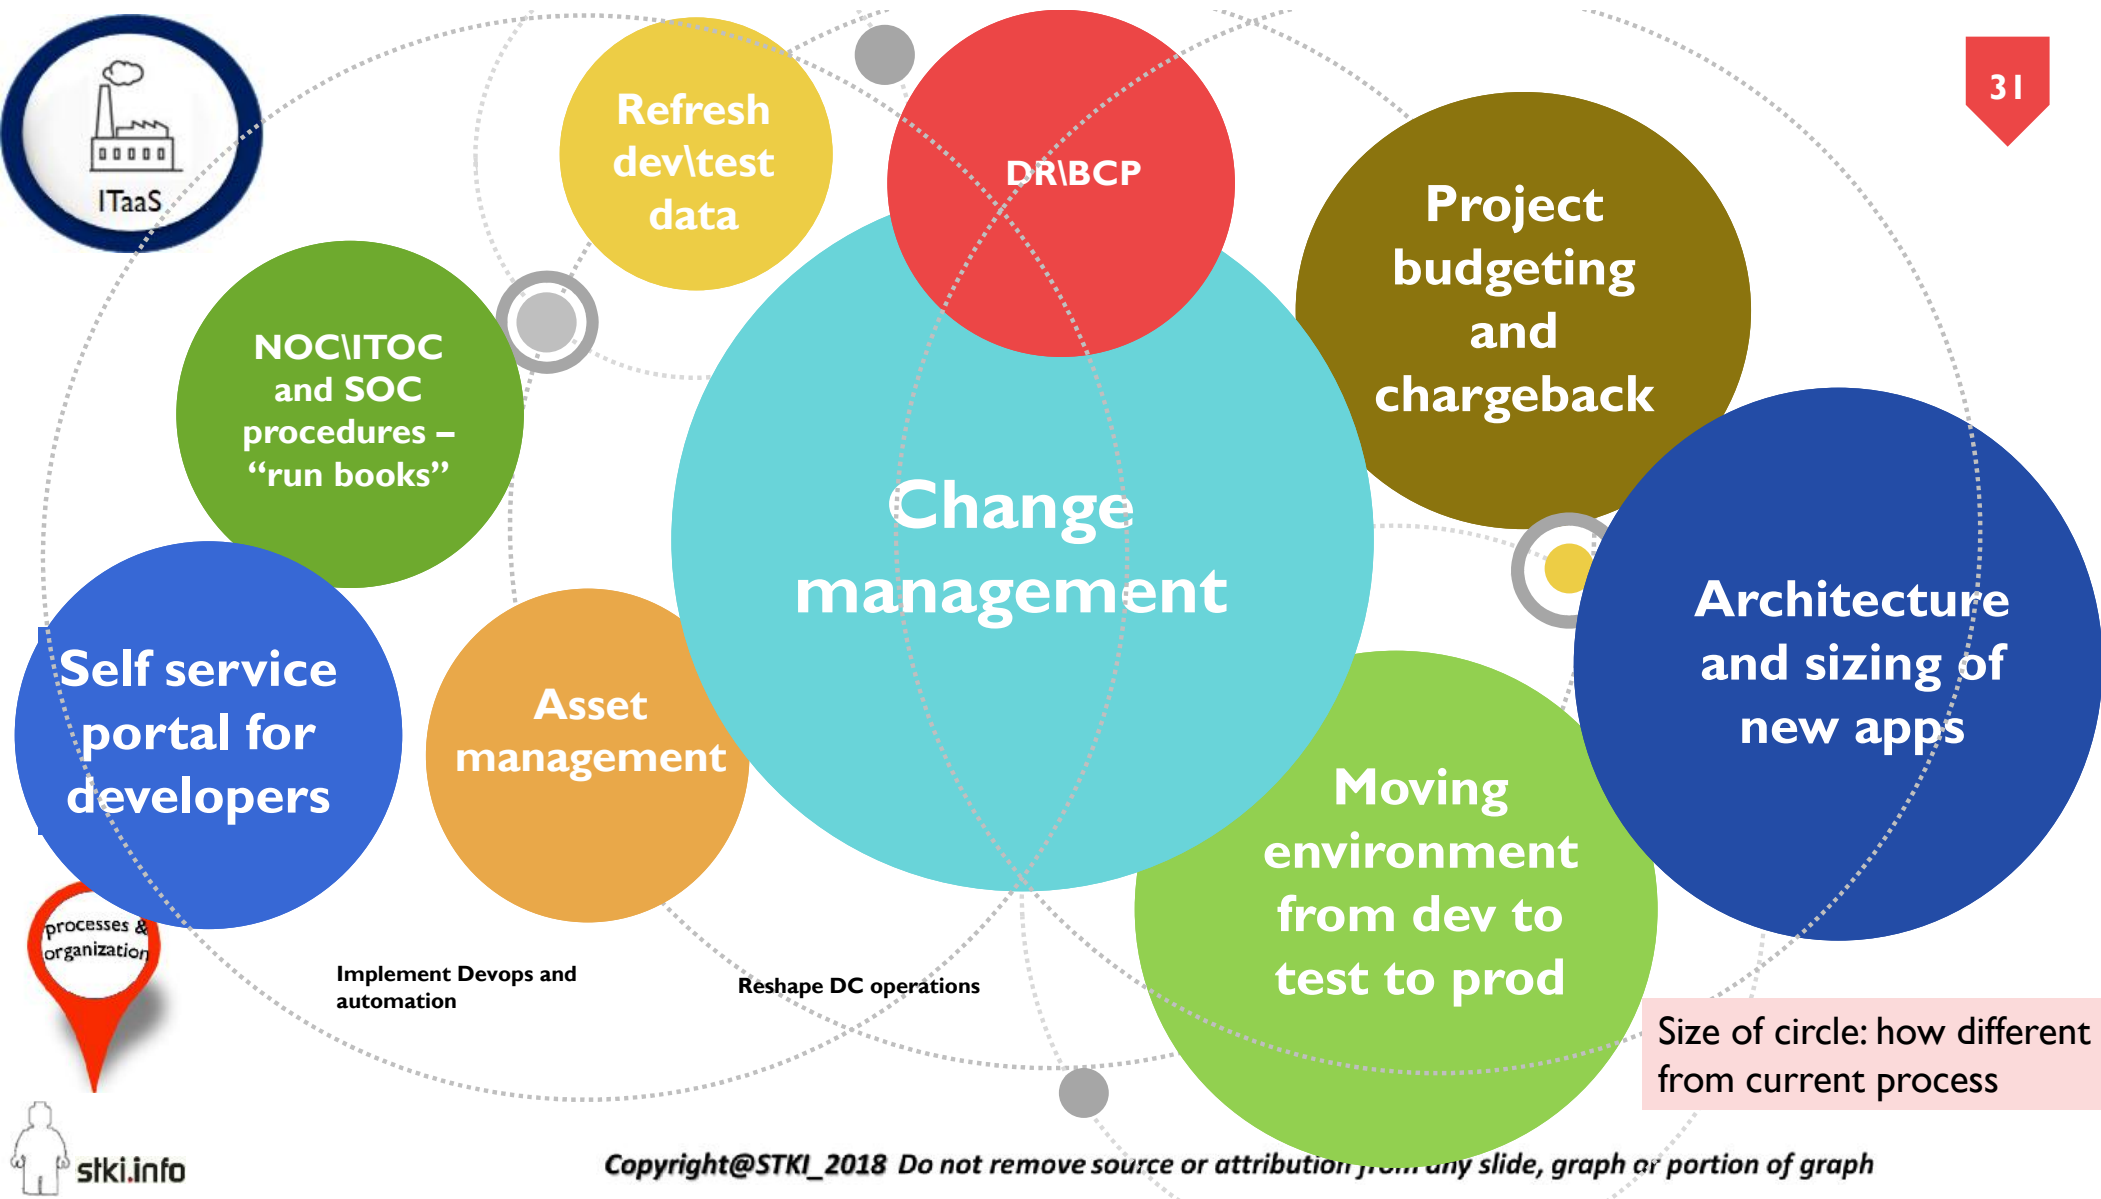 ITaaS
31
Refresh
dev\test
data
DR\BCP
Project
budgeting
and
chargeback
NOC\ITOC
and SOC
procedures –
“run books”
Change
management
Architecture
and sizing of
new apps
Self service
portal for
developers
Asset
management
Moving
environment
from dev to
test to prod
processes &
organization
Implement Devops and
automation
Reshape DC operations
Size of circle: how different
from current process
stki.info
Copyright@STKI_2018 Do not remove source or attribution from any slide, graph or portion of graph